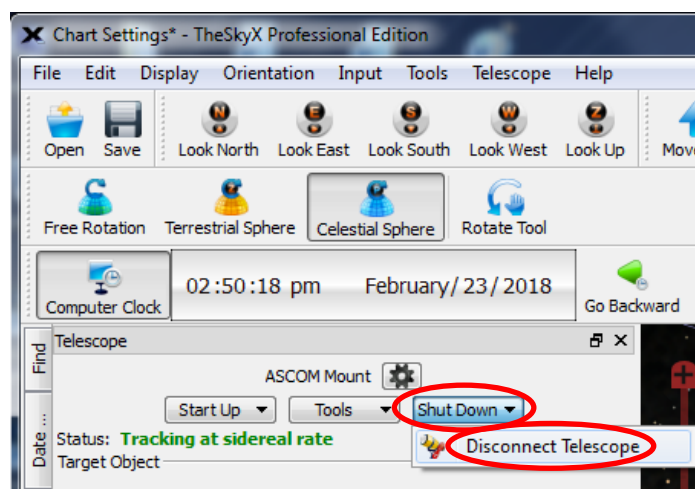 Chart Settings* - TheSkyX Professional Edition
File Edit Display Orientation Input Tools Telescope Help
N E S W Z
Open Save Look North Look East Look South Look West Look Up Mov
Free Rotation Terrestrial Sphere Celestial Sphere Rotate Tool
02:50:18 pm February/23/2018
Computer Clock Go Backward
Find
Telescope
ASCOM Mount
Start Up Tools Shut Down
Date ...
Status: Tracking at sidereal rate
Disconnect Telescope
Target Object